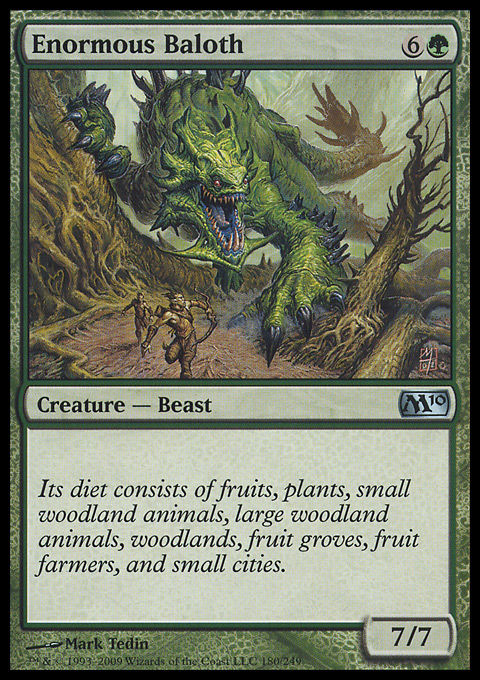 Enormous Baloth 6
Creature — Beast M10
Its diet consists of fruits, plants, small
woodland animals, large woodland
animals, woodlands, fruit groves, fruit
farmers, and small cities.
7/7
Mark Tedin
™ & © 1993–2009 Wizards of the Coast LLC 180/249